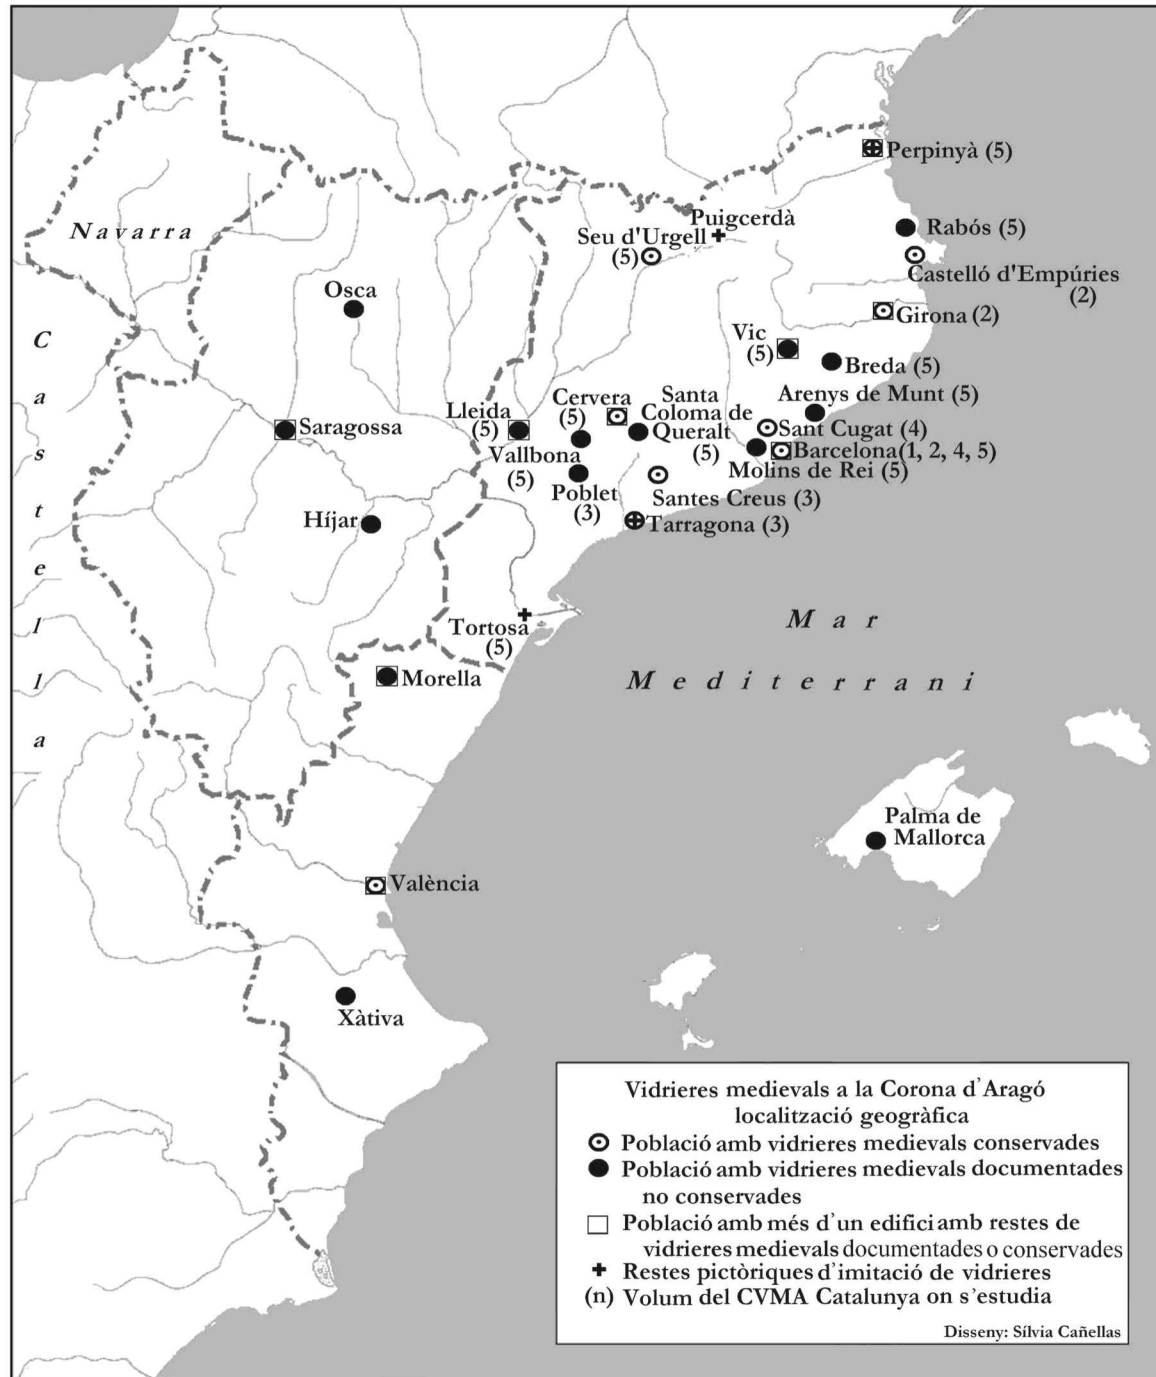 Perpinyà (5)
Navarra
Puigcerdà
Seu d'Urgell
(5)
Rabós (5)
Castelló d'Empúries
(2)
Osca
Girona (2)
Vic
(5)
Breda (5)
Arenys de Munt (5)
Cervera
(5)
Santa
Coloma de
Queralt
(5)
Lleida
(5)
Saragossa
Sant Cugat (4)
Barcelona(1, 2, 4, 5)
Molins de Rei (5)
Vallbona
(5)
Poblet
(3)
Santes Creus (3)
Tarragona (3)
Híjar
Castella
Tortosa
(5)
Mar
Mediterrani
Morella
Palma de
Mallorca
València
Xàtiva
Vidrieres medievals a la Corona d'Aragó
localització geogràfica
Població amb vidrieres medievals conservades
Població amb vidrieres medievals documentades
no conservades
Població amb més d'un edifici amb restes de
vidrieres medievals documentades o conservades
Restes pictòriques d'imitació de vidrieres
(n) Volum del CVMA Catalunya on s'estudia
Disseny: Sílvia Cañellas